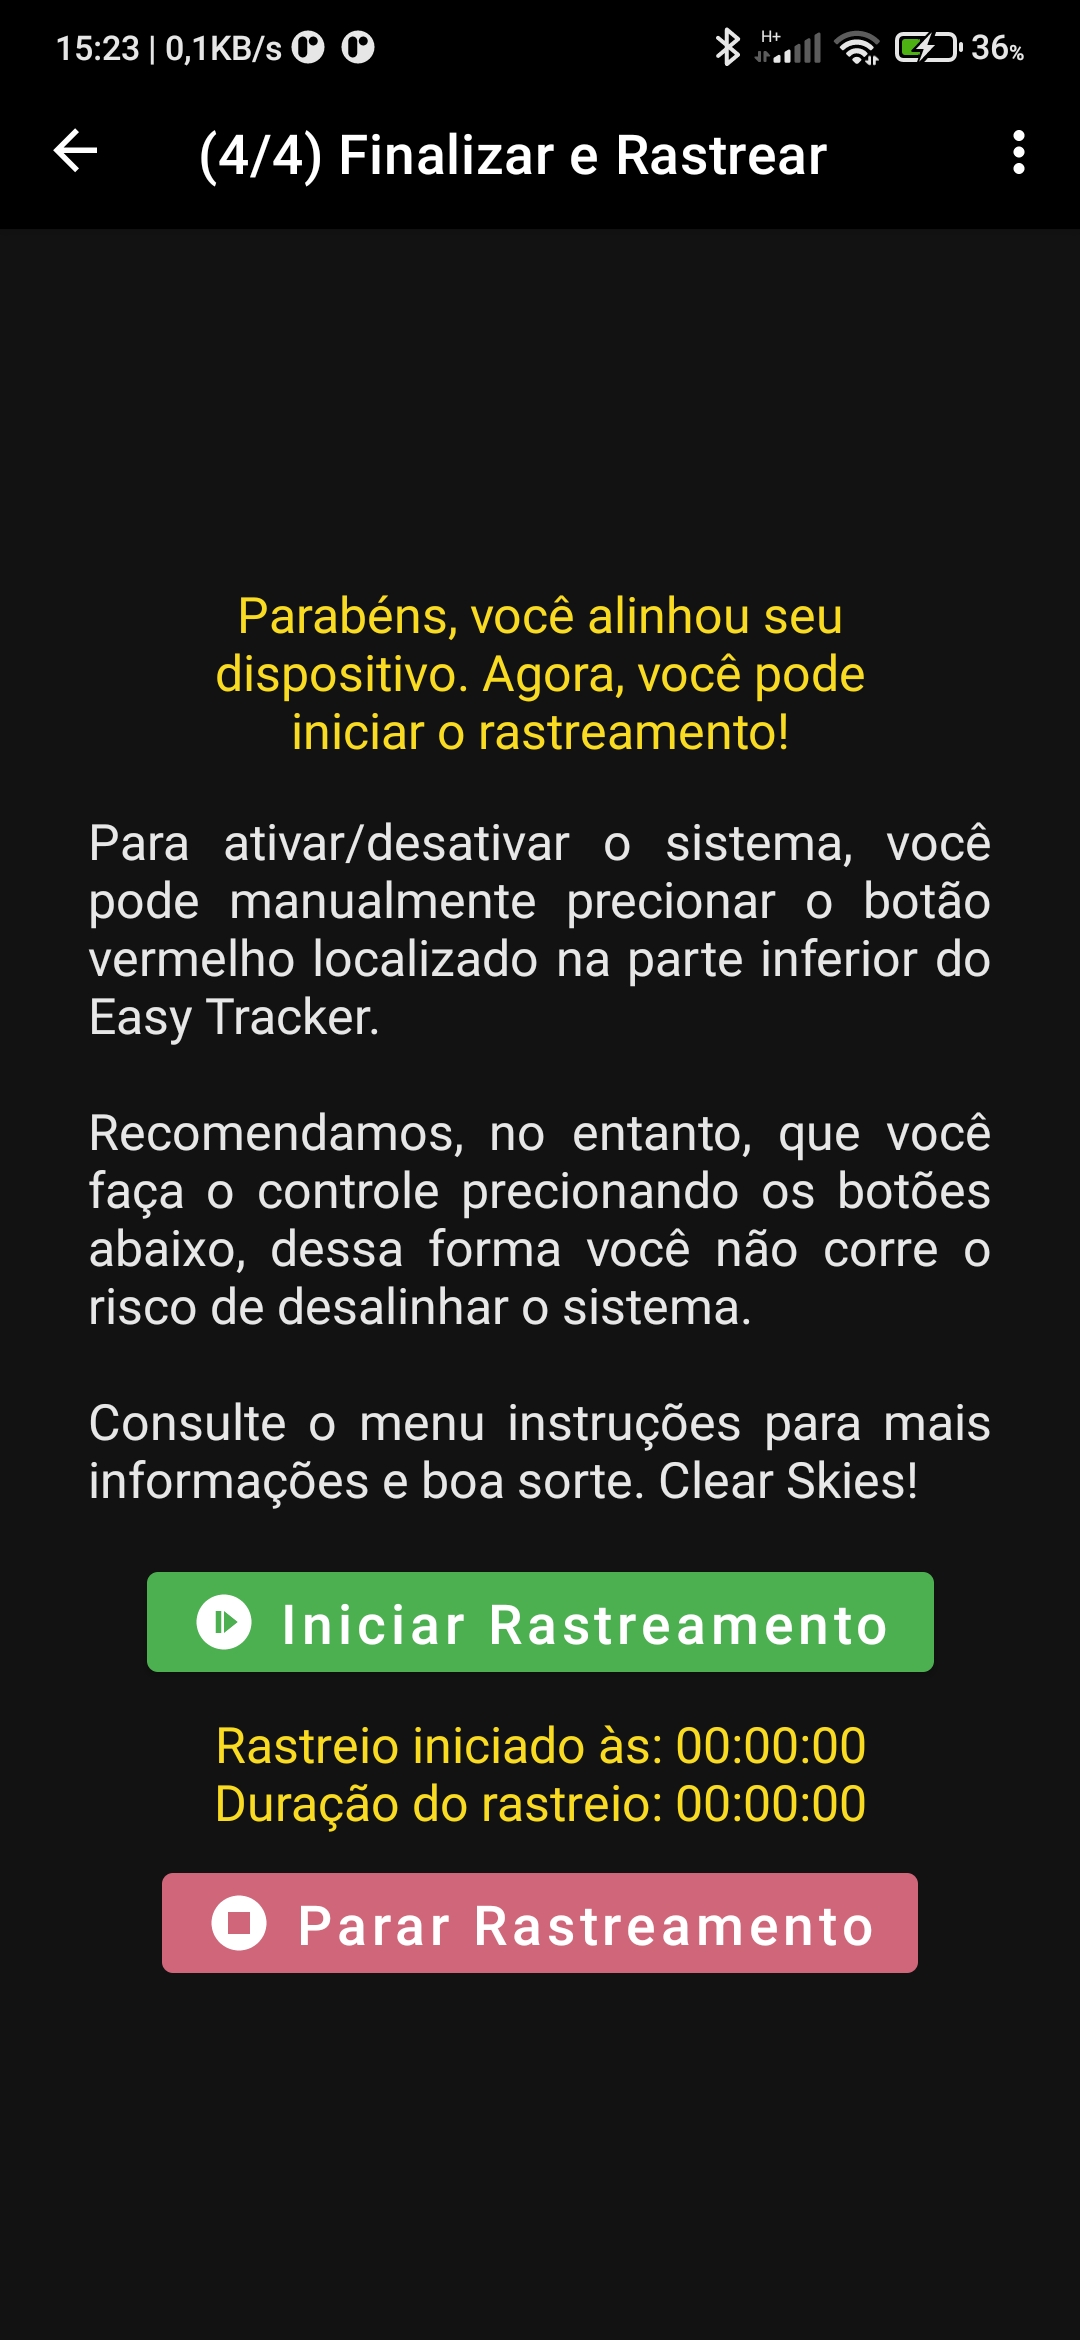 15:23 | 0,1KB/s H+ 36%
(4/4) Finalizar e Rastrear
Parabéns, você alinhou seu
dispositivo. Agora, você pode
iniciar o rastreamento!
Para ativar/desativar o sistema, você
pode manualmente precionar o botão
vermelho localizado na parte inferior do
Easy Tracker.
Recomendamos, no entanto, que você
faça o controle precionando os botões
abaixo, dessa forma você não corre o
risco de desalinhar o sistema.
Consulte o menu instruções para mais
informações e boa sorte. Clear Skies!
Iniciar Rastreamento
Rastreio iniciado às: 00:00:00
Duração do rastreio: 00:00:00
Parar Rastreamento